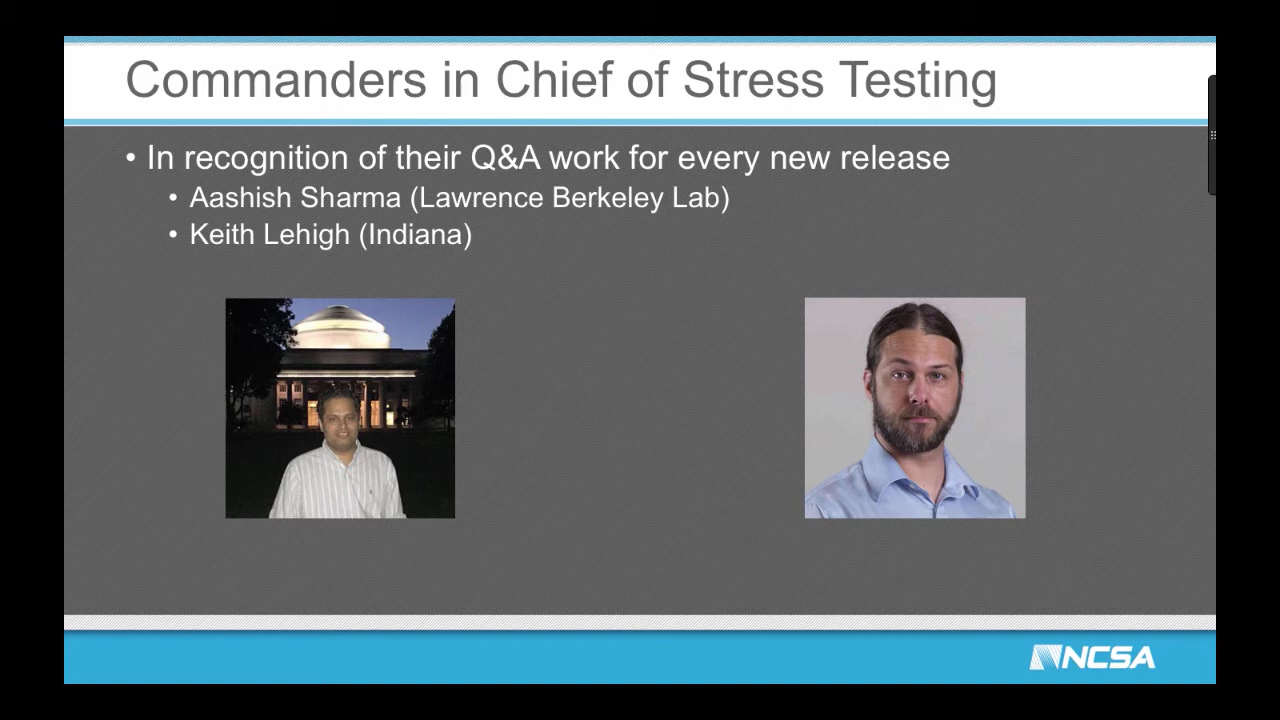 Commanders in Chief of Stress Testing
• In recognition of their Q&A work for every new release
• Aashish Sharma (Lawrence Berkeley Lab)
• Keith Lehigh (Indiana)
NCSA